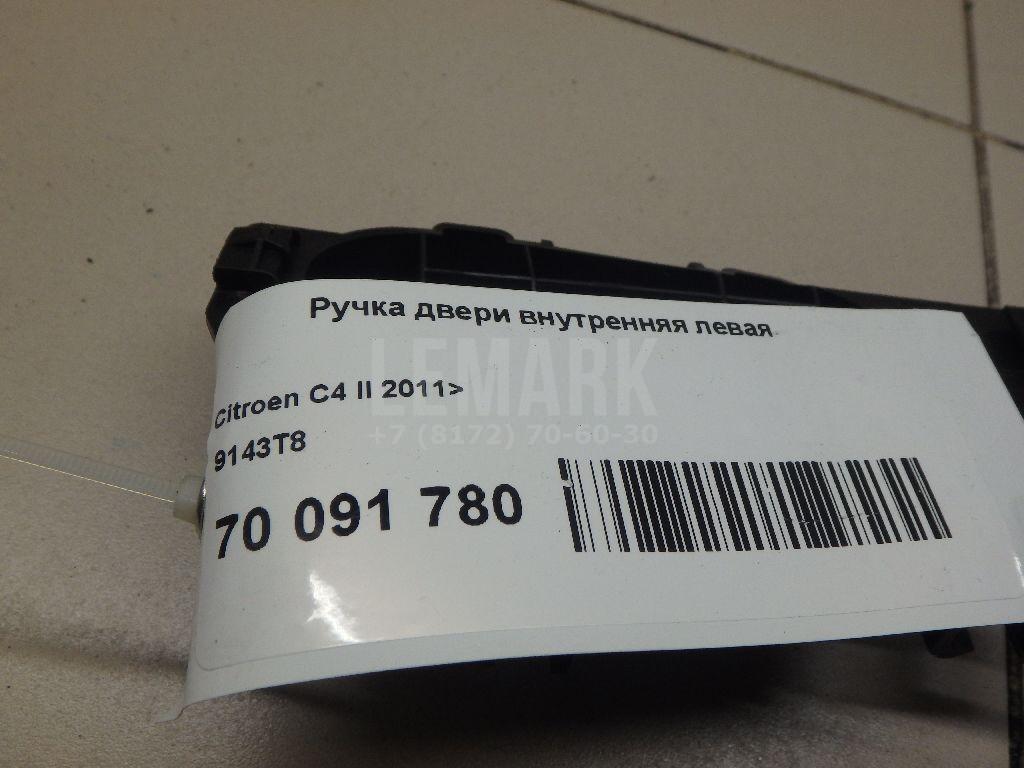 Ручка двери внутренняя левая
LEMARK
Citroen C4 II 2011>
+7 (8172) 70-60-30
9143T8
70 091 780